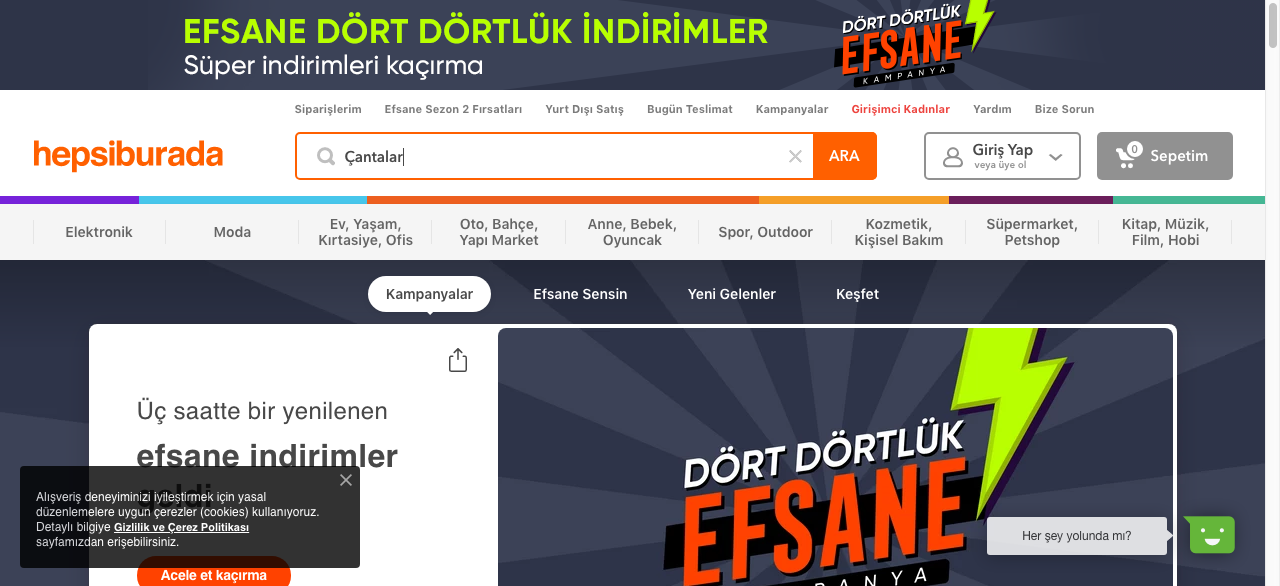 EFSANE DÖRT DÖRTLÜK İNDİRİMLER
Süper indirimleri kaçırma
DÖRT DÖRTLÜK
EFSANE
KAMPANYA
Siparişlerim Efsane Sezon 2 Fırsatları Yurt Dışı Satış Bugün Teslimat Kampanyalar Girişimci Kadınlar Yardım Bize Sorun
hepsiburada
Çantalar
ARA
Giriş Yap
veya üye ol
0
Sepetim
Elektronik
Moda
Ev, Yaşam,
Kırtasiye, Ofis
Oto, Bahçe,
Yapı Market
Anne, Bebek,
Oyuncak
Spor, Outdoor
Kozmetik,
Kişisel Bakım
Süpermarket,
Petshop
Kitap, Müzik,
Film, Hobi
Kampanyalar Efsane Sensin Yeni Gelenler Keşfet
Üç saatte bir yenilenen
efsane indirimler
geldi
Acele et kaçırma
DÖRT DÖRTLÜK
EFSANE
PANYA
Alışveriş deneyiminizi iyileştirmek için yasal
düzenlemelere uygun çerezler (cookies) kullanıyoruz.
Detaylı bilgiye Gizlilik ve Çerez Politikası
sayfamızdan erişebilirsiniz.
Her şey yolunda mı?